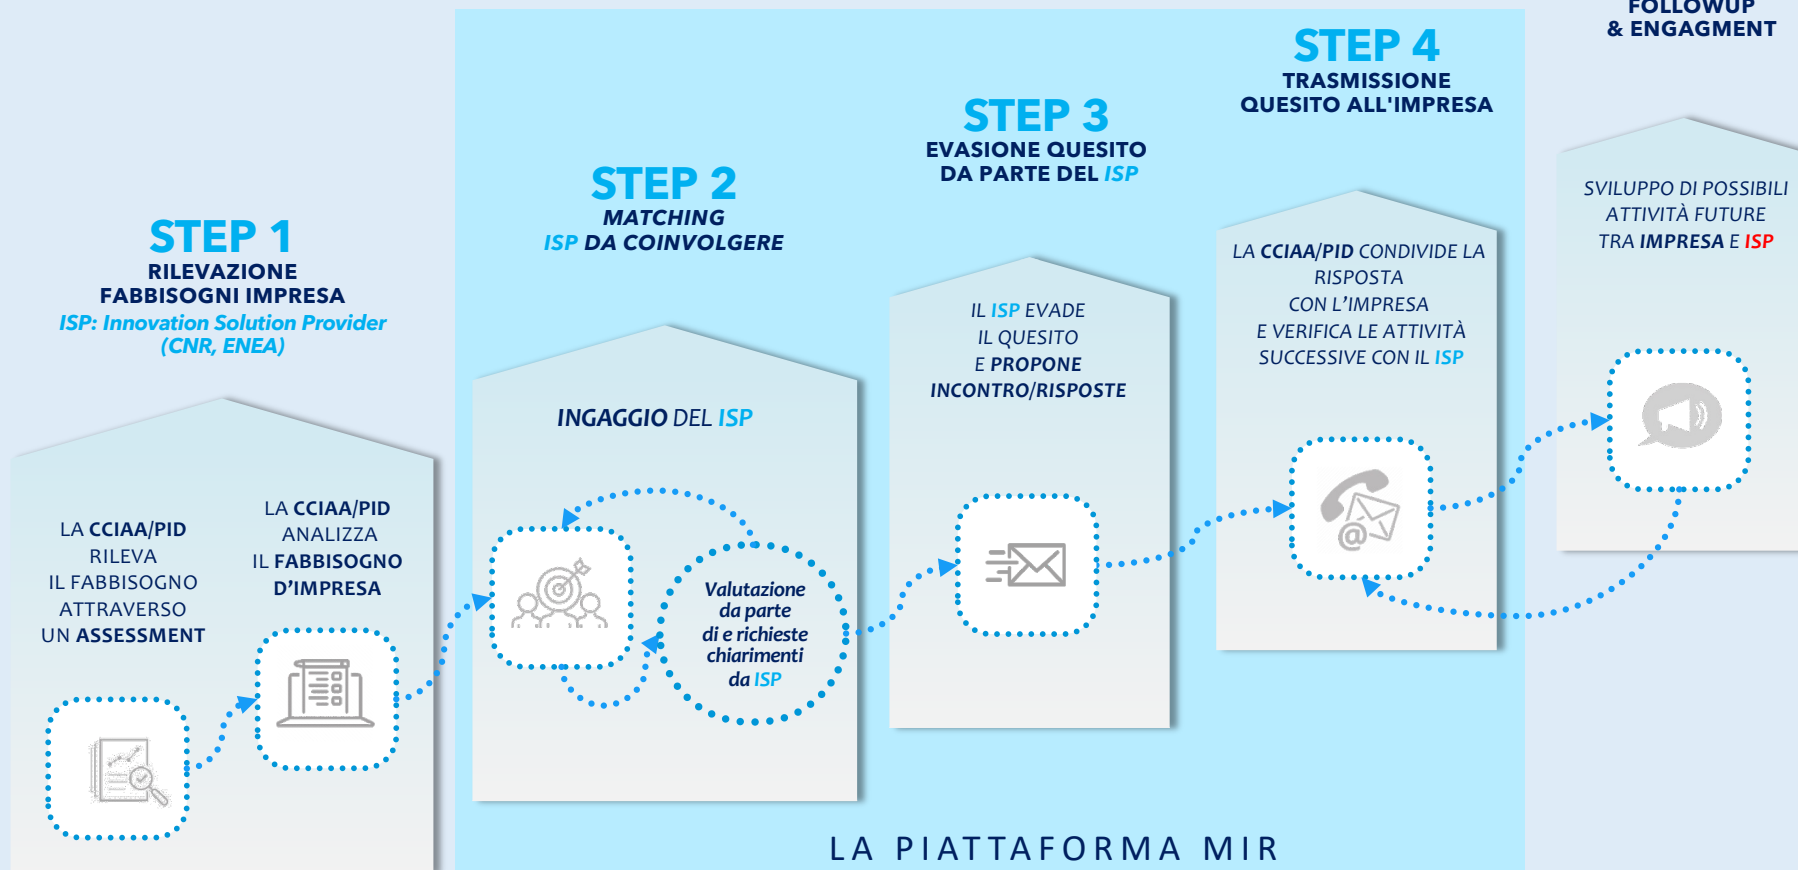 STEP 1
RILEVAZIONE
FABBISOGNI IMPRESA
ISP: Innovation Solution Provider
(CNR, ENEA)
LA CCIAA/PID
RILEVA
IL FABBISOGNO
ATTRAVERSO
UN ASSESSMENT
LA CCIAA/PID
ANALIZZA
IL FABBISOGNO
D’IMPRESA
STEP 2
MATCHING
ISP DA COINVOLGERE
INGAGGIO DEL ISP
Valutazione
da parte
di e richieste
chiarimenti
da ISP
STEP 3
EVASIONE QUESITO
DA PARTE DEL ISP
IL ISP EVADE
IL QUESITO
E PROPONE
INCONTRO/RISPOSTE
STEP 4
TRASMISSIONE
QUESITO ALL'IMPRESA
LA CCIAA/PID CONDIVIDE LA
RISPOSTA
CON L’IMPRESA
E VERIFICA LE ATTIVITÀ
SUCCESSIVE CON IL ISP
@
FOLLOWUP
& ENGAGMENT
SVILUPPO DI POSSIBILI
ATTIVITÀ FUTURE
TRA IMPRESA E ISP
LA PIATTAFORMA MIR